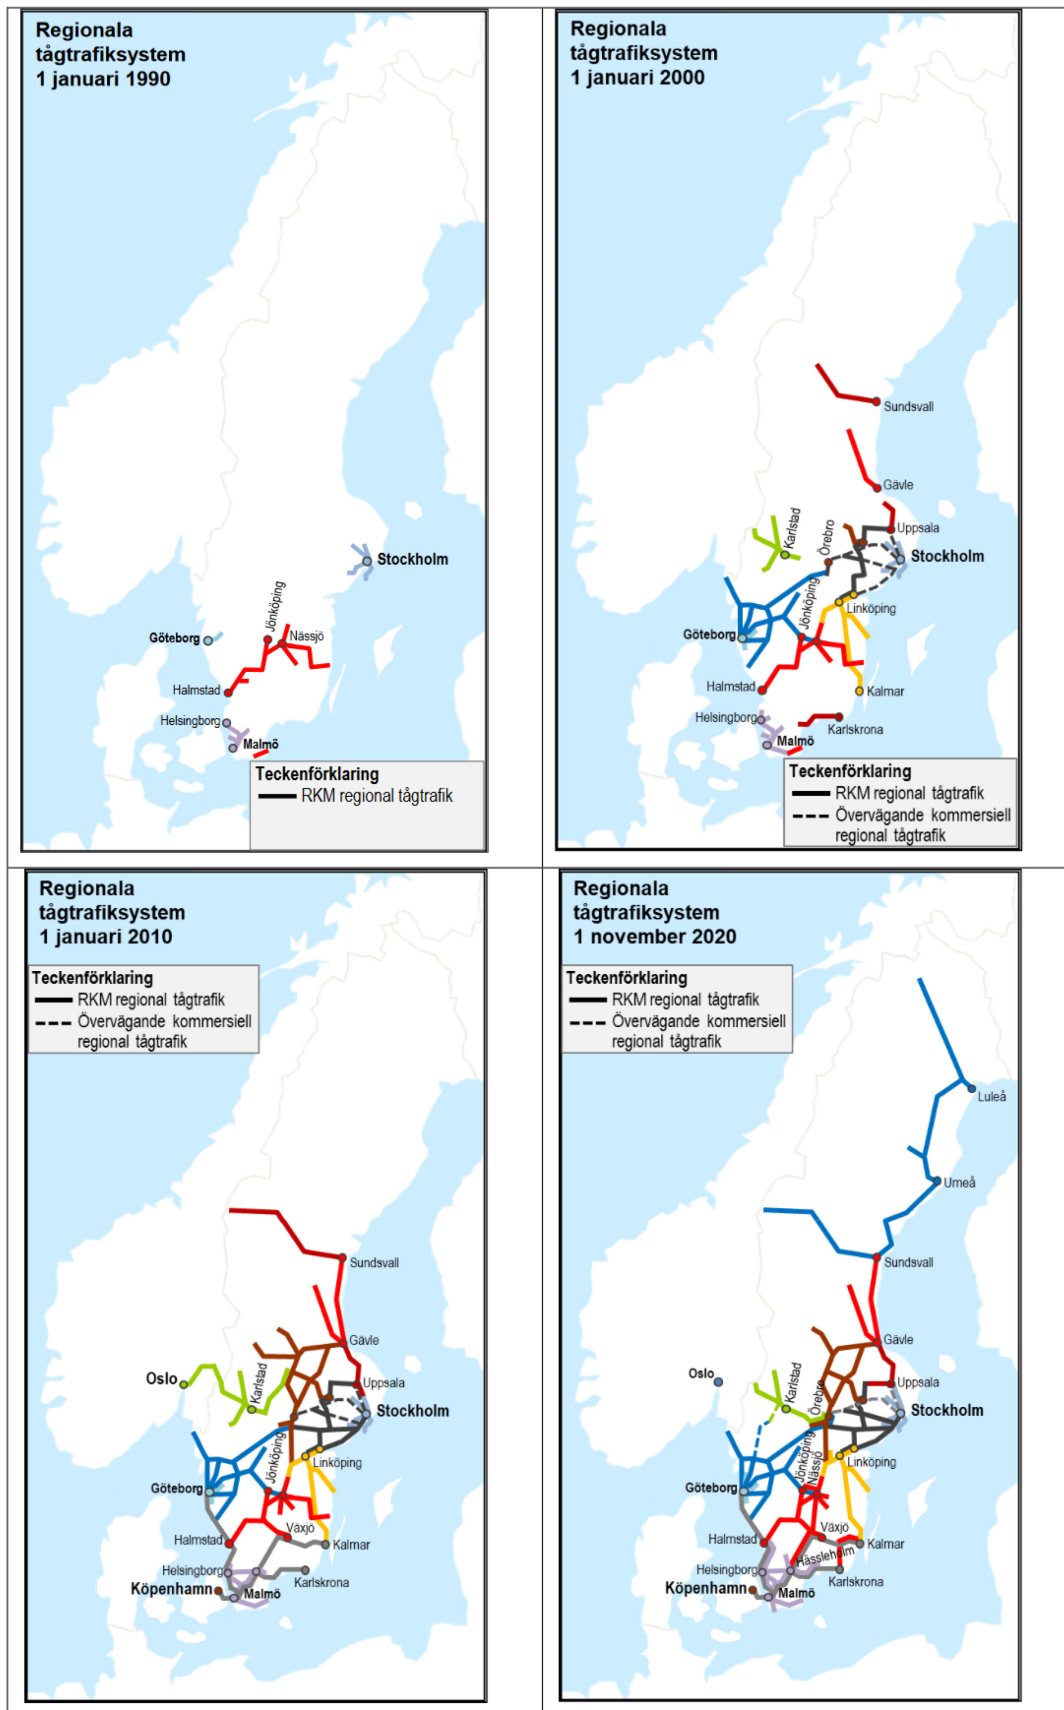 Regionala
tågtrafiksystem
1 januari 1990
Stockholm
Jönköping
Nässjö
Göteborg
Halmstad
Helsingborg
Malmö
Teckenförklaring
RKM regional tågtrafik
Regionala
tågtrafiksystem
1 januari 2000
Sundsvall
Gävle
Karlstad
Örebro
Uppsala
Stockholm
Jönköping
Linköping
Göteborg
Halmstad
Kalmar
Helsingborg
Karlskrona
Malmö
Teckenförklaring
RKM regional tågtrafik
Övervägande kommersiell
regional tågtrafik
Regionala
tågtrafiksystem
1 januari 2010
Teckenförklaring
RKM regional tågtrafik
Övervägande kommersiell
regional tågtrafik
Sundsvall
Gävle
Oslo
Karlstad
Uppsala
Stockholm
Jönköping
Linköping
Göteborg
Växjö
Halmstad
Kalmar
Helsingborg
Karlskrona
Köpenhamn
Malmö
Regionala
tågtrafiksystem
1 november 2020
Teckenförklaring
RKM regional tågtrafik
Övervägande kommersiell
regional tågtrafik
Luleå
Umeå
Sundsvall
Gävle
Oslo
Karlstad
Örebro
Uppsala
Stockholm
Jönköping
Nässjö
Linköping
Göteborg
Växjö
Halmstad
Kalmar
Hässleholm
Helsingborg
Karlskrona
Köpenhamn
Malmö